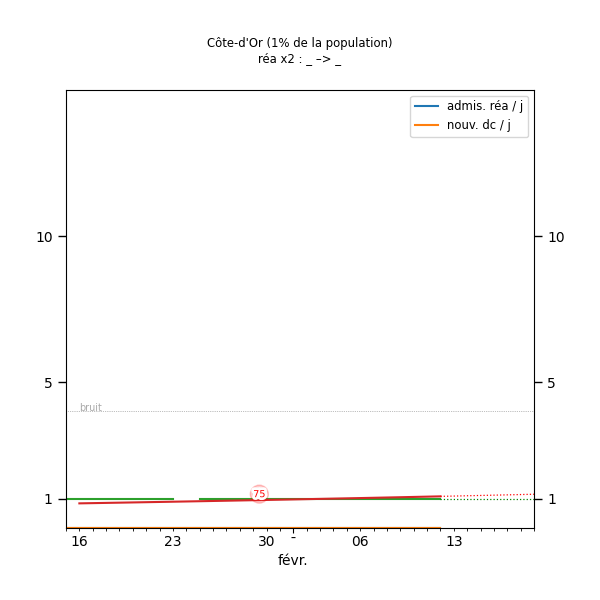 Côte-d'Or (1% de la population)
réa x2 : _ –> _
admis. réa / j
nouv. dc / j
10 10
5 5
bruit
75
1 1
16 23 30 - 06 13
févr.